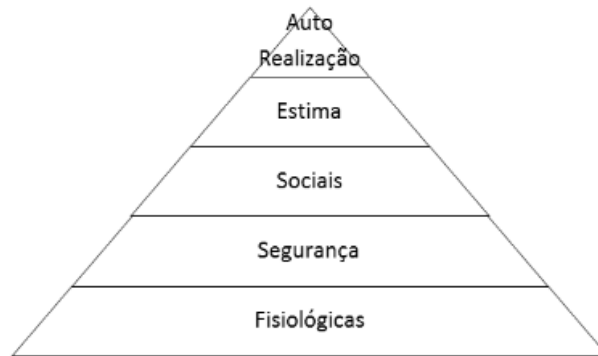 Auto
Realização
Estima
Sociais
Segurança
Fisiológicas